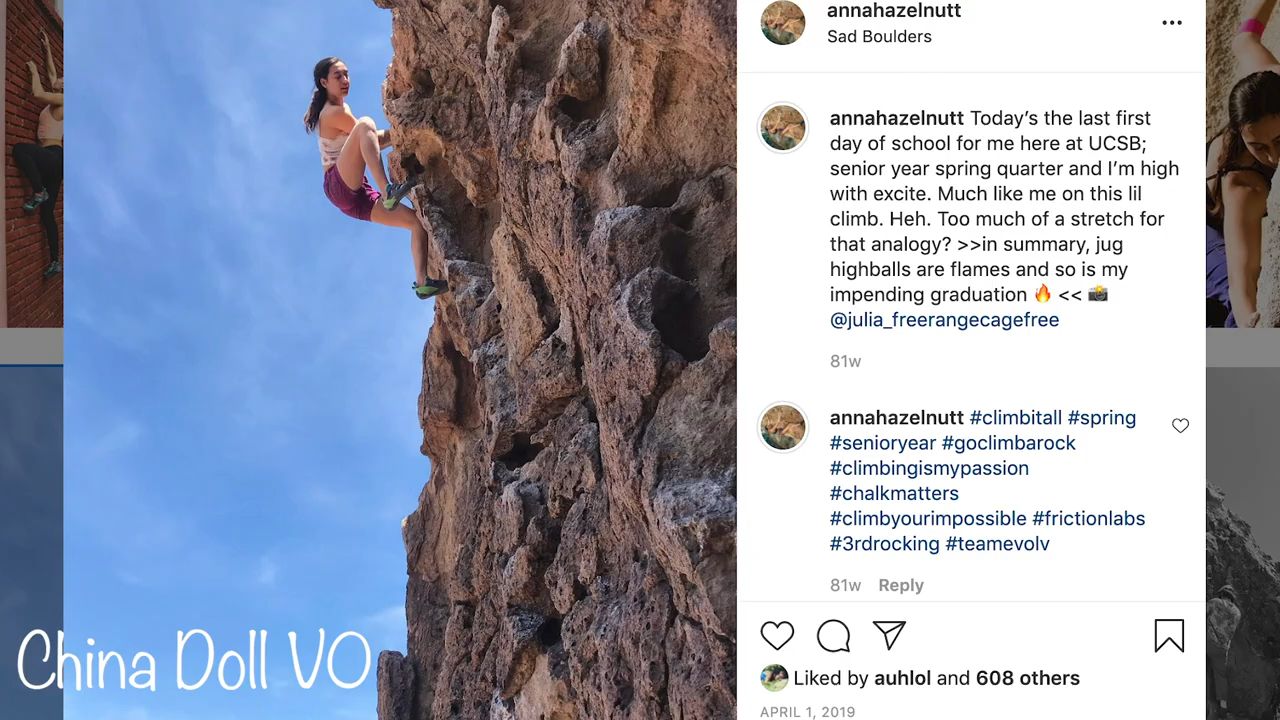 annahazelnutt
Sad Boulders
annahazelnutt Today's the last first
day of school for me here at UCSB;
senior year spring quarter and I'm high
with excite. Much like me on this lil
climb. Heh. Too much of a stretch for
that analogy? >>in summary, jug
highballs are flames and so is my
impending graduation 🔥 << 📸
@julia_freerangecagefree
81w
annahazelnutt #climbitall #spring
#senioryear #goclimbarock
#climbingismypassion
#chalkmatters
#climbyourimpossible #frictionlabs
#3rdrocking #teamevolv
81w Reply
Liked by auhlol and 608 others
APRIL 1, 2019
China Doll V0